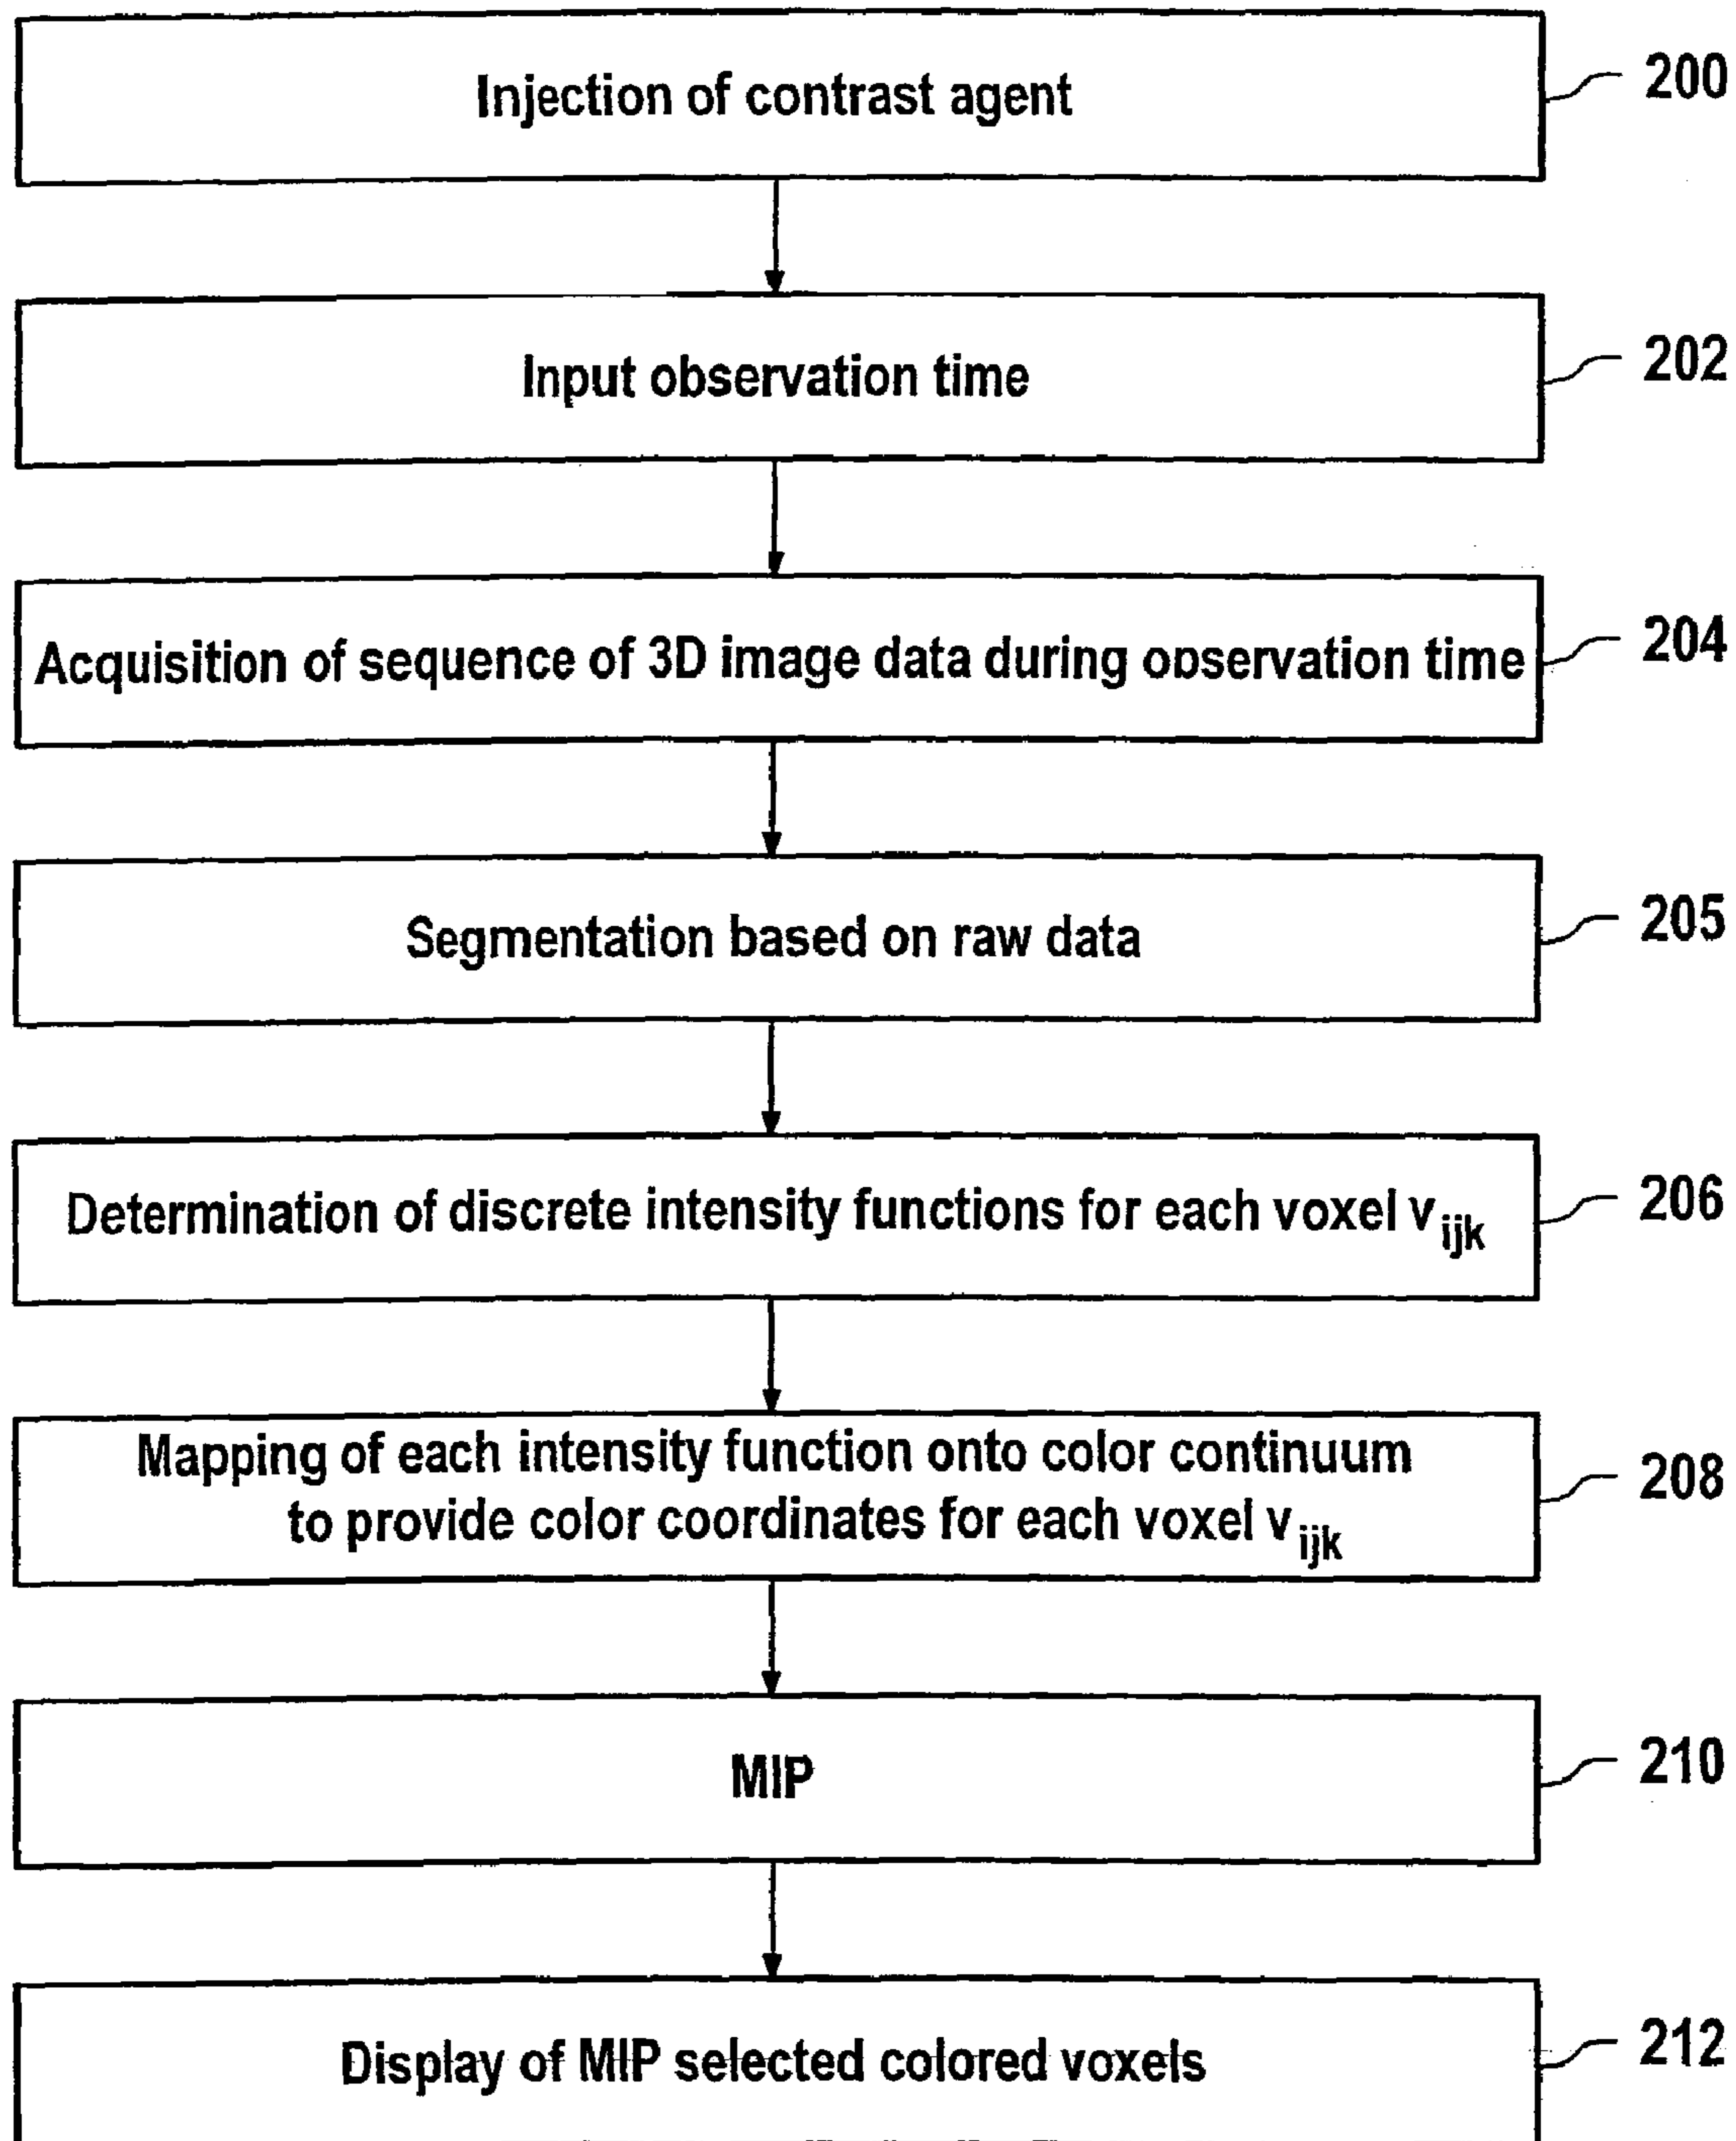 Injection of contrast agent
200
Input observation time
202
Acquisition of sequence of 3D image data during observation time
204
Segmentation based on raw data
205
Determination of discrete intensity functions for each voxel v_ijk
206
Mapping of each intensity function onto color continuum
to provide color coordinates for each voxel v_ijk
208
MIP
210
Display of MIP selected colored voxels
212